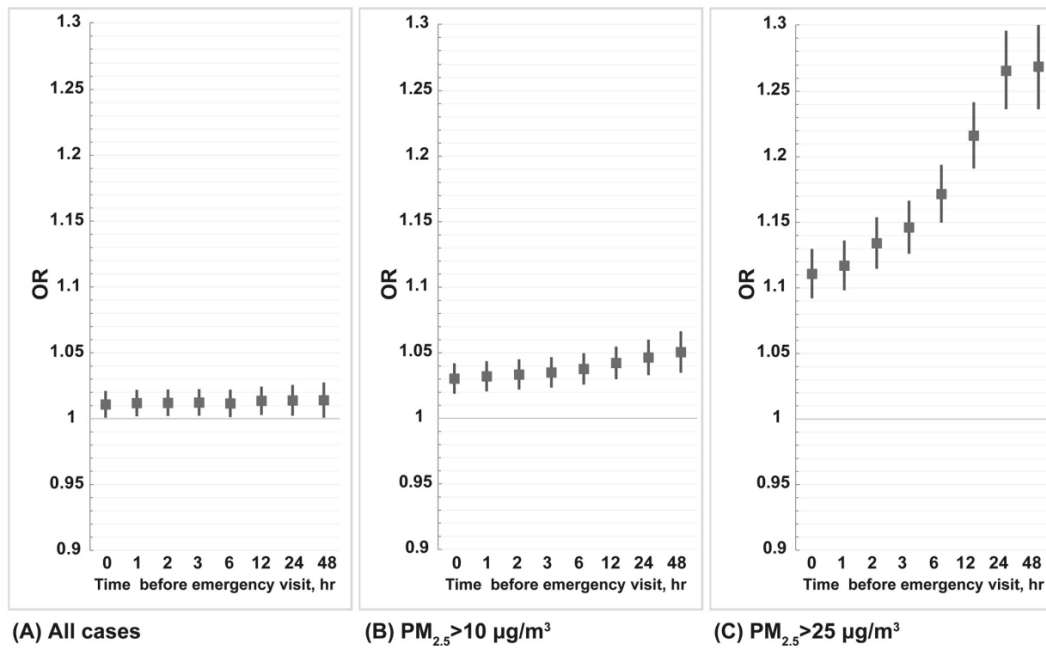 1.3
1.25
1.2
1.15
1.1
1.05
1
0.95
0.9
OR
0 1 2 3 6 12 24 48
Time before emergency visit, hr
(A) All cases
1.3
1.25
1.2
1.15
1.1
1.05
1
0.95
0.9
OR
0 1 2 3 6 12 24 48
Time before emergency visit, hr
(B) PM₂.₅>10 µg/m³
1.3
1.25
1.2
1.15
1.1
1.05
1
0.95
0.9
OR
0 1 2 3 6 12 24 48
Time before emergency visit, hr
(C) PM₂.₅>25 µg/m³